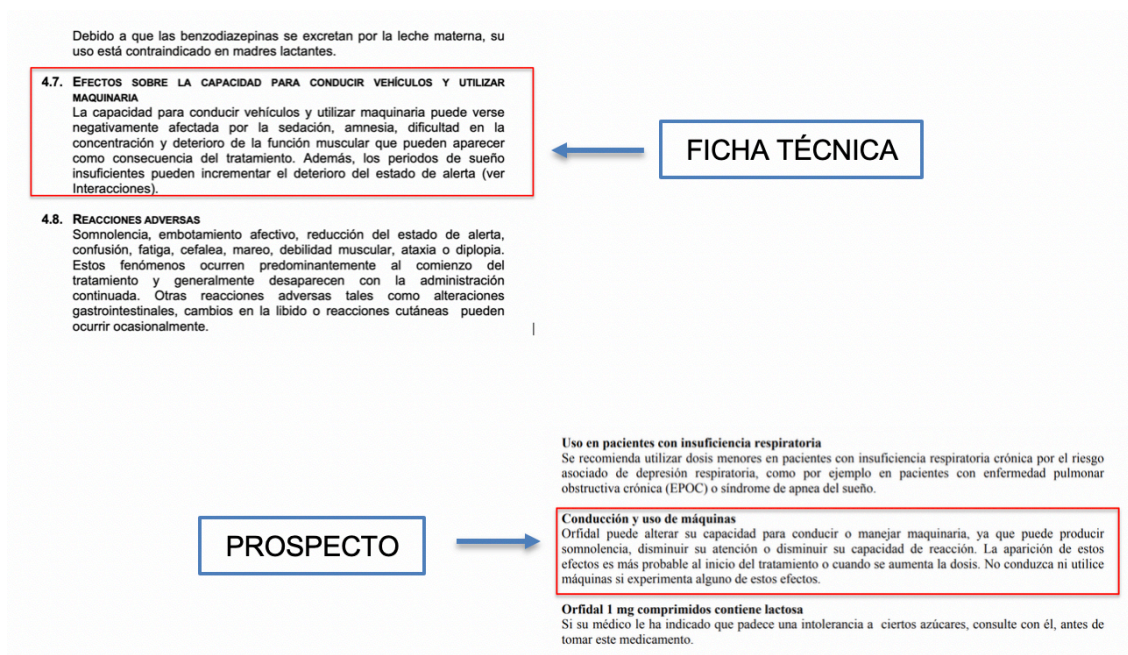 Debido a que las benzodiazepinas se excretan por la leche materna, su
uso está contraindicado en madres lactantes.
4.7. EFECTOS SOBRE LA CAPACIDAD PARA CONDUCIR VEHÍCULOS Y UTILIZAR
MAQUINARIA
La capacidad para conducir vehículos y utilizar maquinaria puede verse
negativamente afectada por la sedación, amnesia, dificultad en la
concentración y deterioro de la función muscular que pueden aparecer
como consecuencia del tratamiento. Además, los periodos de sueño
insuficientes pueden incrementar el deterioro del estado de alerta (ver
Interacciones).
FICHA TÉCNICA
4.8. REACCIONES ADVERSAS
Somnolencia, embotamiento afectivo, reducción del estado de alerta,
confusión, fatiga, cefalea, mareo, debilidad muscular, ataxia o diplopia.
Estos fenómenos ocurren predominantemente al comienzo del
tratamiento y generalmente desaparecen con la administración
continuada. Otras reacciones adversas tales como alteraciones
gastrointestinales, cambios en la libido o reacciones cutáneas pueden
ocurrir ocasionalmente.
Uso en pacientes con insuficiencia respiratoria
Se recomienda utilizar dosis menores en pacientes con insuficiencia respiratoria crónica por el riesgo
asociado de depresión respiratoria, como por ejemplo en pacientes con enfermedad pulmonar
obstructiva crónica (EPOC) o síndrome de apnea del sueño.
PROSPECTO
Conducción y uso de máquinas
Orfidal puede alterar su capacidad para conducir o manejar maquinaria, ya que puede producir
somnolencia, disminuir su atención o disminuir su capacidad de reacción. La aparición de estos
efectos es más probable al inicio del tratamiento o cuando se aumenta la dosis. No conduzca ni utilice
máquinas si experimenta alguno de estos efectos.
Orfidal 1 mg comprimidos contiene lactosa
Si su médico le ha indicado que padece una intolerancia a ciertos azúcares, consulte con él, antes de
tomar este medicamento.